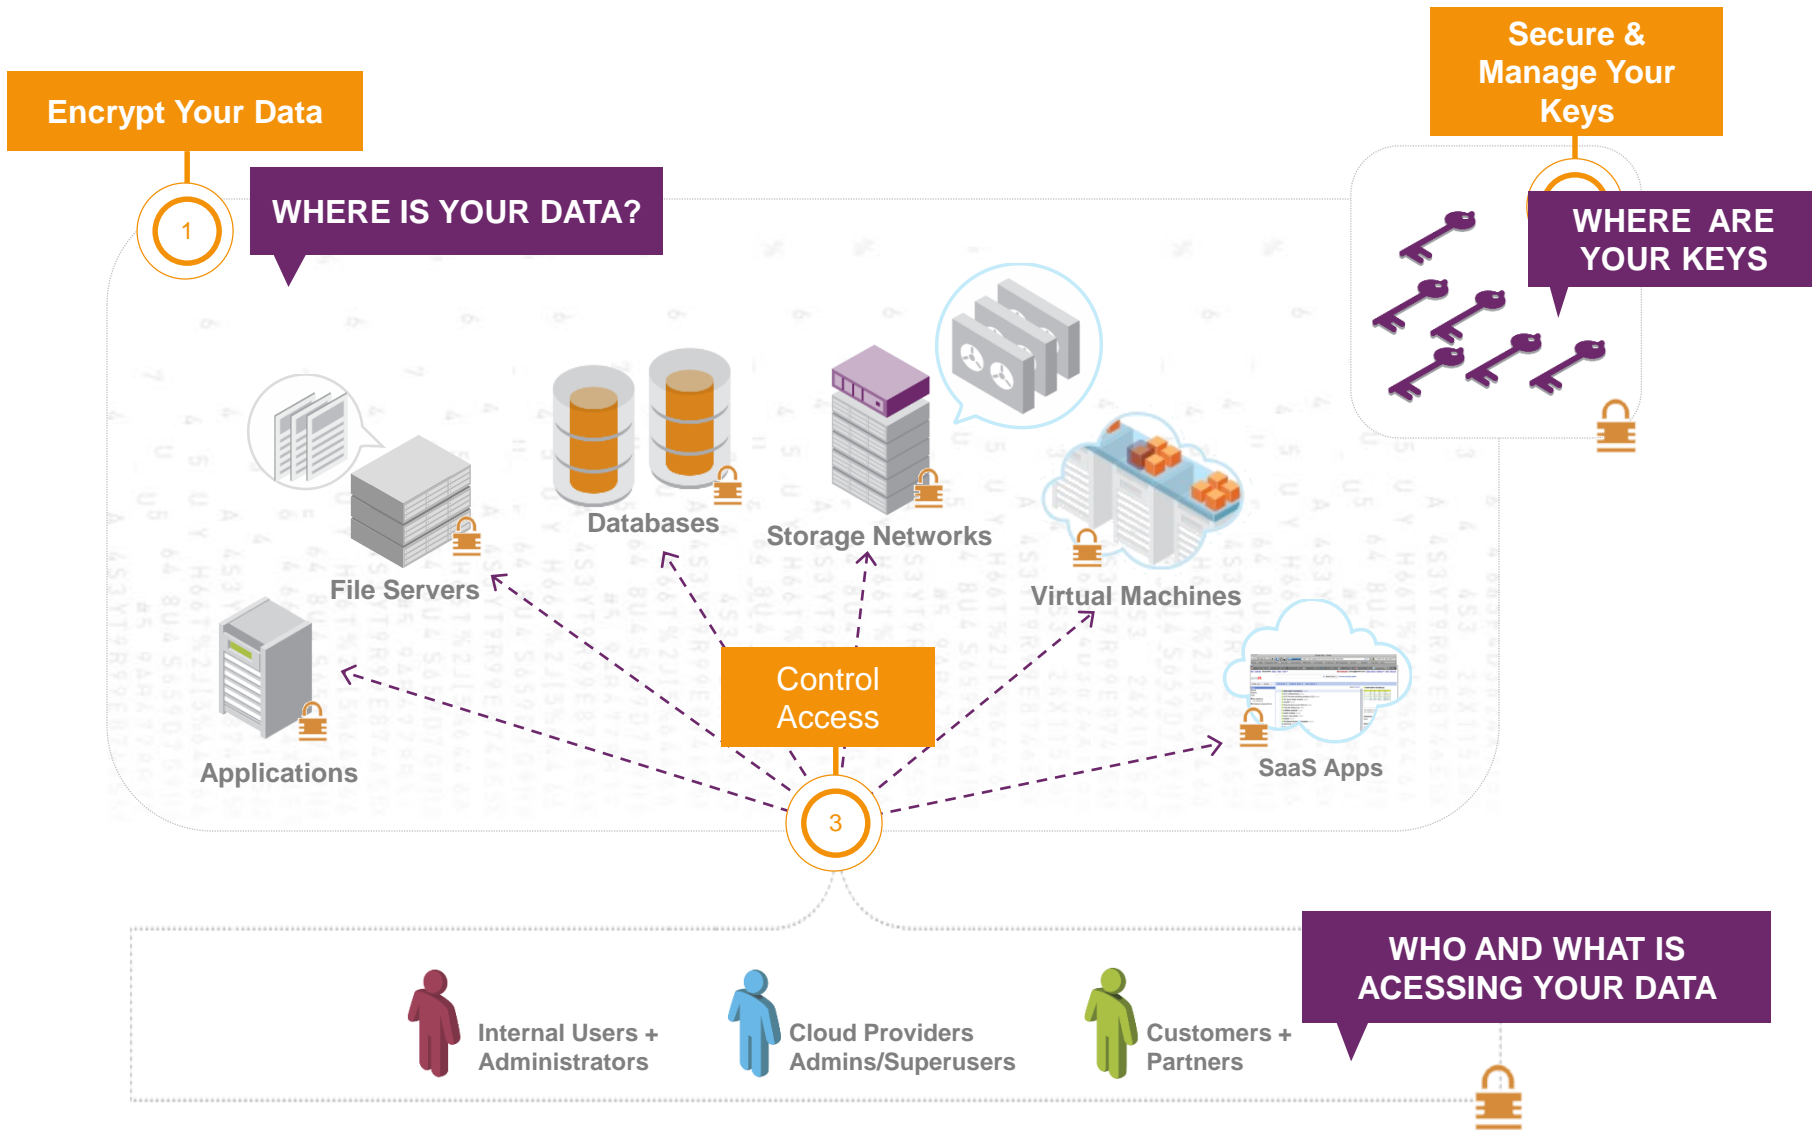 Secure &
Manage Your
Keys
Encrypt Your Data
1
WHERE IS YOUR DATA?
WHERE ARE
YOUR KEYS
Databases
Storage Networks
File Servers
Virtual Machines
Control
Access
Applications
SaaS Apps
3
WHO AND WHAT IS
ACESSING YOUR DATA
Internal Users +
Administrators
Cloud Providers
Admins/Superusers
Customers +
Partners